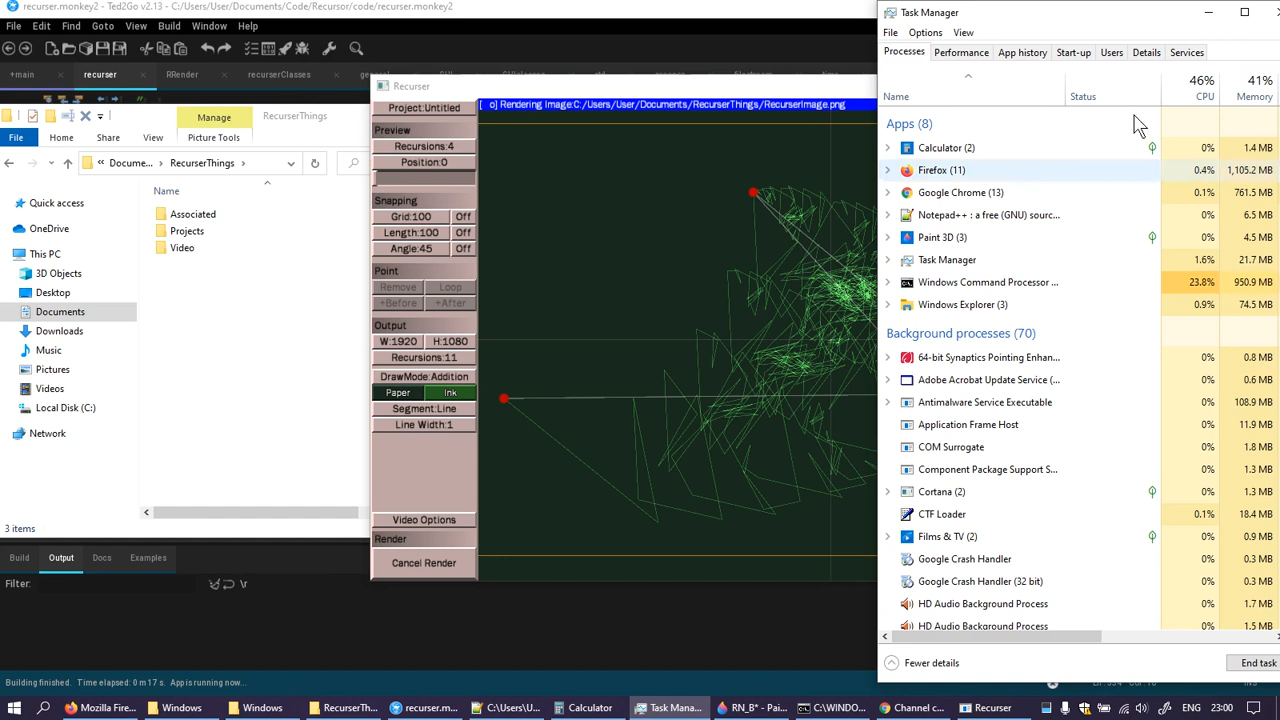 recurser.monkey2 - Ted2Go v2.13 - C:/Users/User/Documents/Code/Recursor/code/recurser.monkey2
File Edit Find Goto View Build Window Help
+main recurser RRender recurserClasses
Manage RecurserThings
File Home Share View Picture Tools
« Docume... RecurserThings
Name
Quick access
OneDrive
This PC
3D Objects
Desktop
Documents
Downloads
Music
Pictures
Videos
Local Disk (C:)
Network
Associated
Projects
Video
3 items
Build Output Docs Examples
Filter: \r
Building finished. Time elapsed: 0 m 17 s. App is running now...
Recurser
Project:Untitled
[ o] Rendering Image:C:/Users/User/Documents/RecurserThings/RecurserImage.png
Preview
Recursions:4
Position:0
Snapping
Grid:100 Off
Length:100 Off
Angle:45 Off
Point
Remove Loop
+Before +After
Output
W:1920 H:1080
Recursions:11
DrawMode:Addition
Paper Ink
Segment:Line
Line Width:1
Video Options
Render
Cancel Render
Task Manager
File Options View
Processes Performance App history Start-up Users Details Services
46% 41%
Name Status CPU Memory
Apps (8)
Calculator (2) 0% 1.4 MB
Firefox (11) 0.4% 1,105.2 MB
Google Chrome (13) 0.1% 761.5 MB
Notepad++ : a free (GNU) sourc... 0% 6.5 MB
Paint 3D (3) 0% 4.5 MB
Task Manager 1.6% 21.7 MB
Windows Command Processor ... 23.8% 950.9 MB
Windows Explorer (3) 0.9% 74.5 MB
Background processes (70)
64-bit Synaptics Pointing Enhan... 0% 0.8 MB
Adobe Acrobat Update Service (... 0% 0.6 MB
Antimalware Service Executable 0% 108.9 MB
Application Frame Host 0% 11.9 MB
COM Surrogate 0% 1.8 MB
Component Package Support S... 0% 1.3 MB
Cortana (2) 0% 1.3 MB
CTF Loader 0.1% 18.4 MB
Films & TV (2) 0% 0.9 MB
Google Crash Handler 0% 0.3 MB
Google Crash Handler (32 bit) 0% 0.3 MB
HD Audio Background Process 0% 1.7 MB
HD Audio Background Process 0% 1.5 MB
Fewer details End task
Mozilla Fire... Windows Windows RecurserTh... recurser.m... C:\Users\U... Calculator Task Mana... RN_B* - Pai... C:\WINDO... Channel c... Recurser ENG 23:00